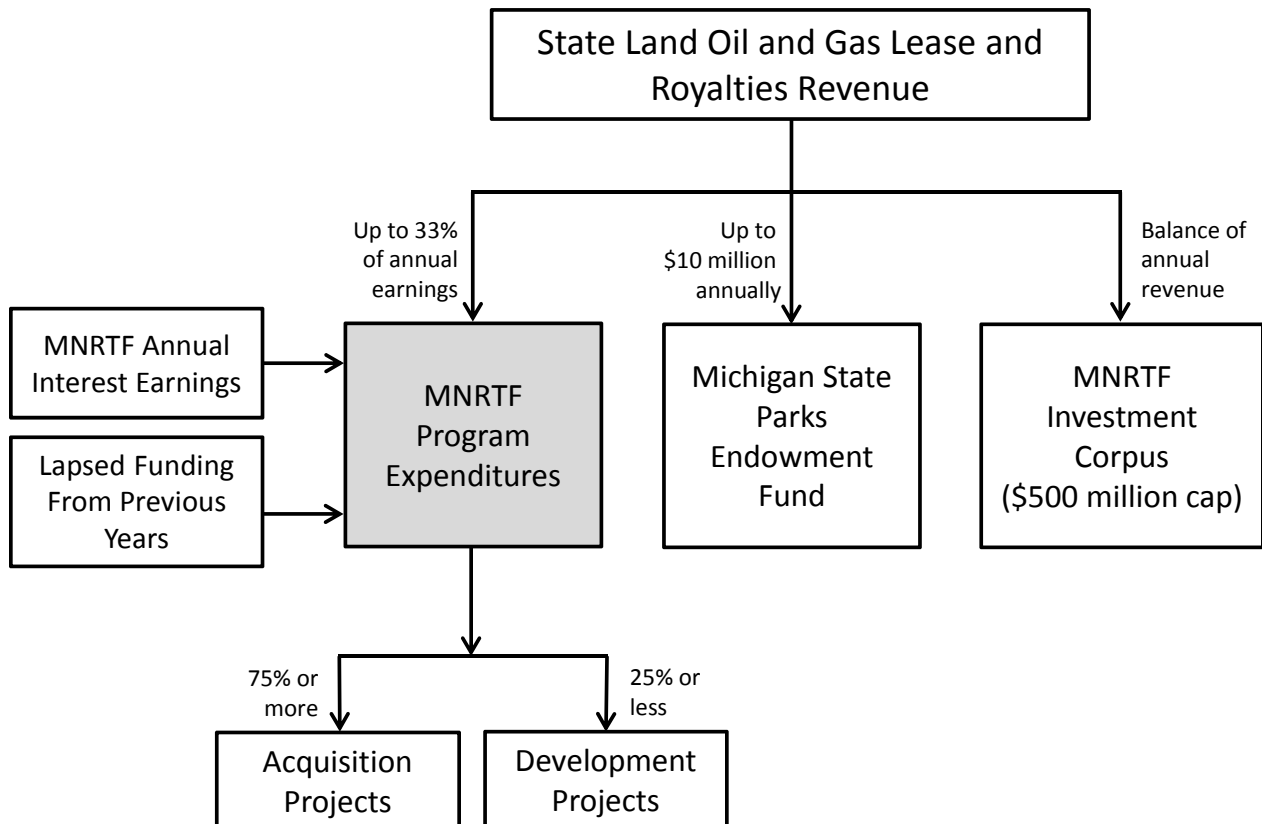 State Land Oil and Gas Lease and
Royalties Revenue
Up to 33%
of annual
earnings
Up to
$10 million
annually
Balance of
annual
revenue
MNRTF Annual
Interest Earnings
Lapsed Funding
From Previous
Years
MNRTF
Program
Expenditures
Michigan State
Parks
Endowment
Fund
MNRTF
Investment
Corpus
($500 million cap)
75% or
more
25% or
less
Acquisition
Projects
Development
Projects